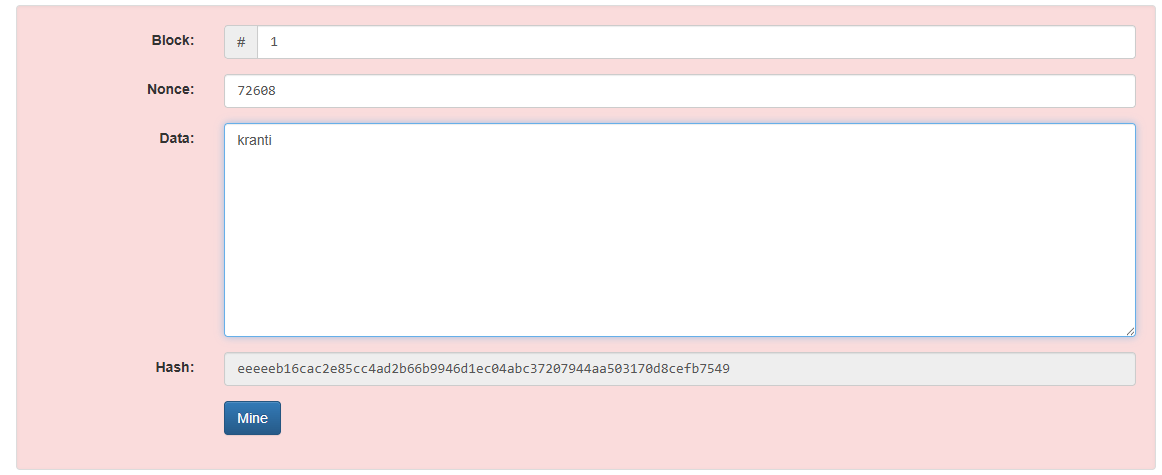 Block: # 1
Nonce: 72608
Data: kranti
Hash: eeeeeb16cac2e85cc4ad2b66b9946d1ec04abc37207944aa503170d8cefb7549
Mine